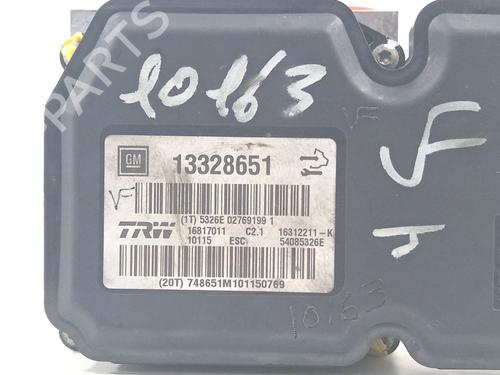 PARTS
10163
VF
F
J
GM 13328651
VF
(1T) 5326E 02769199 1
TRW 16817011 C2.1 16312211-K
10115 ESC 54085326E
(20T) 748651M101150769
10163